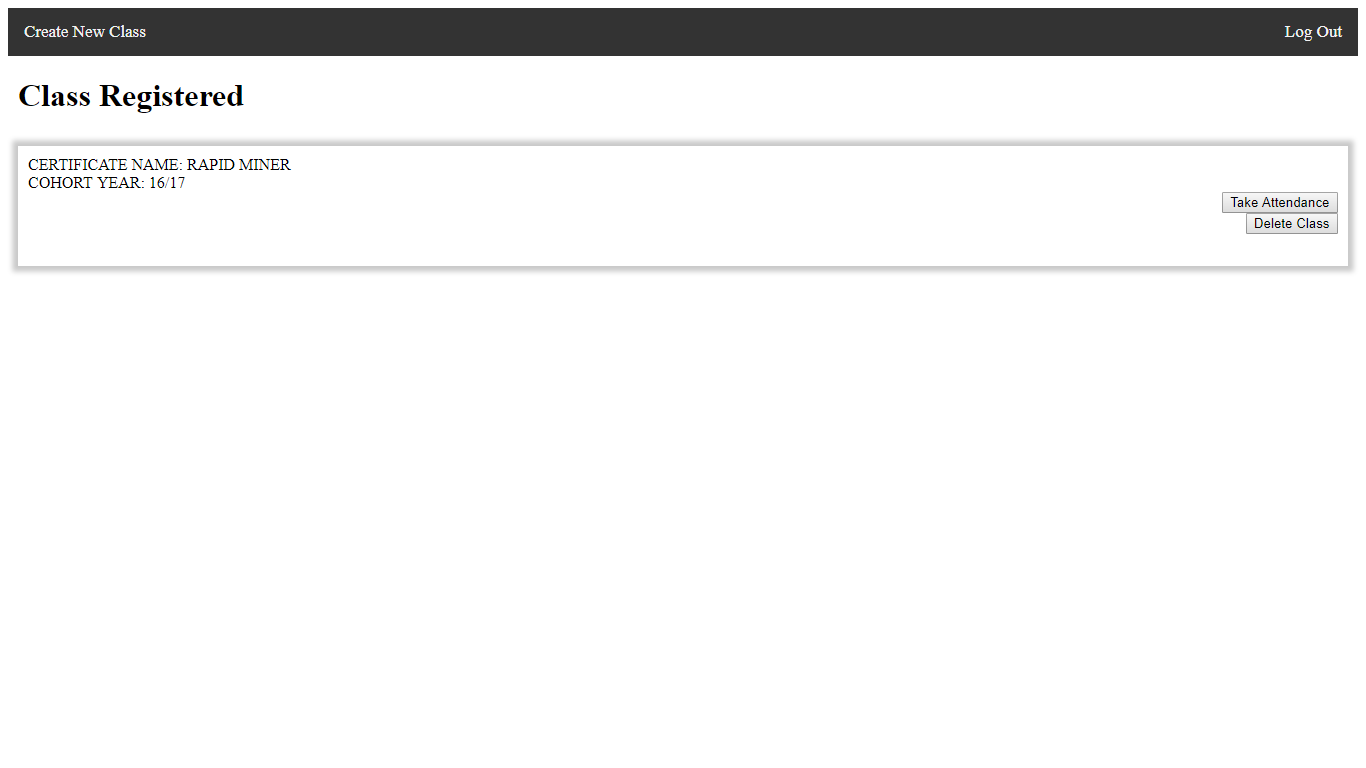 Create New Class
Log Out
Class Registered
CERTIFICATE NAME: RAPID MINER
COHORT YEAR: 16/17
Take Attendance
Delete Class